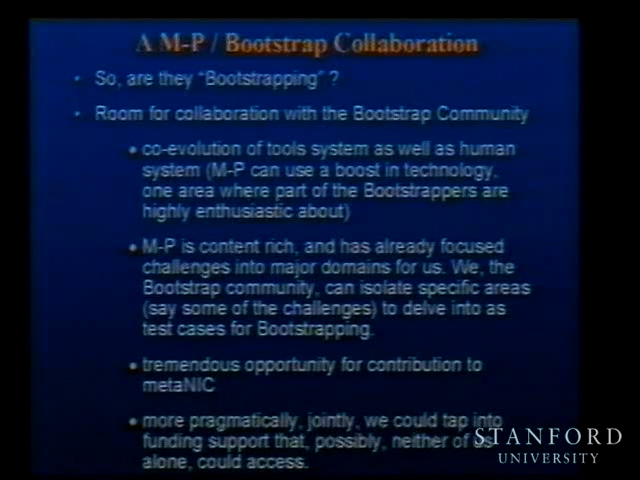 A M-P / Bootstrap Collaboration
• So, are they "Bootstrapping" ?
• Room for collaboration with the Bootstrap Community
• co-evolution of tools system as well as human
system (M-P can use a boost in technology,
one area where part of the Bootstrappers are
highly enthusiastic about)
• M-P is content rich, and has already focused
challenges into major domains for us. We, the
Bootstrap community, can isolate specific areas
(say some of the challenges) to delve into as
test cases for Bootstrapping.
• tremendous opportunity for contribution to
metaNIC
• more pragmatically, jointly, we could tap into
funding support that, possibly, neither of us
alone, could access.
STANFORD
UNIVERSITY